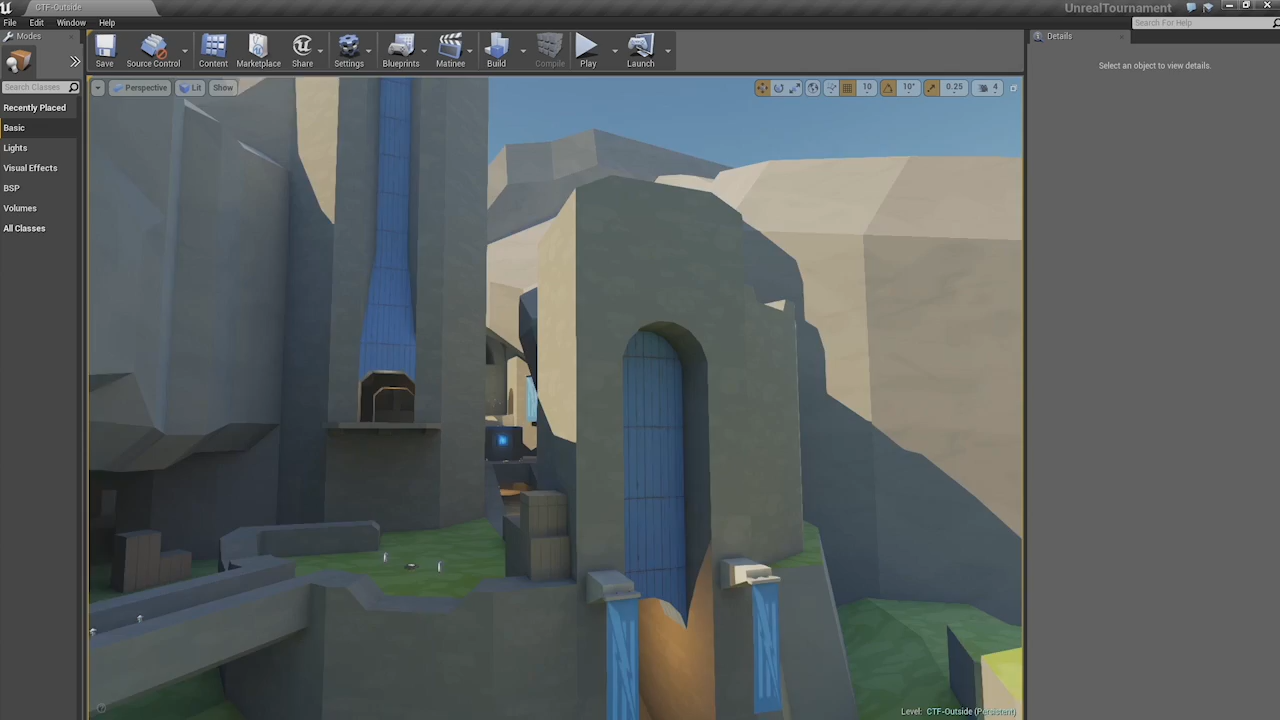 CTF-Outside
UnrealTournament
File Edit Window Help
Search For Help
Modes
Details
Save Source Control Content Marketplace Share Settings Blueprints Matinee Build Compile Play Launch
Select an object to view details.
Search Classes
Perspective Lit Show
10 10° 0.25 4
Recently Placed
Basic
Lights
Visual Effects
BSP
Volumes
All Classes
Level: CTF-Outside (Persistent)